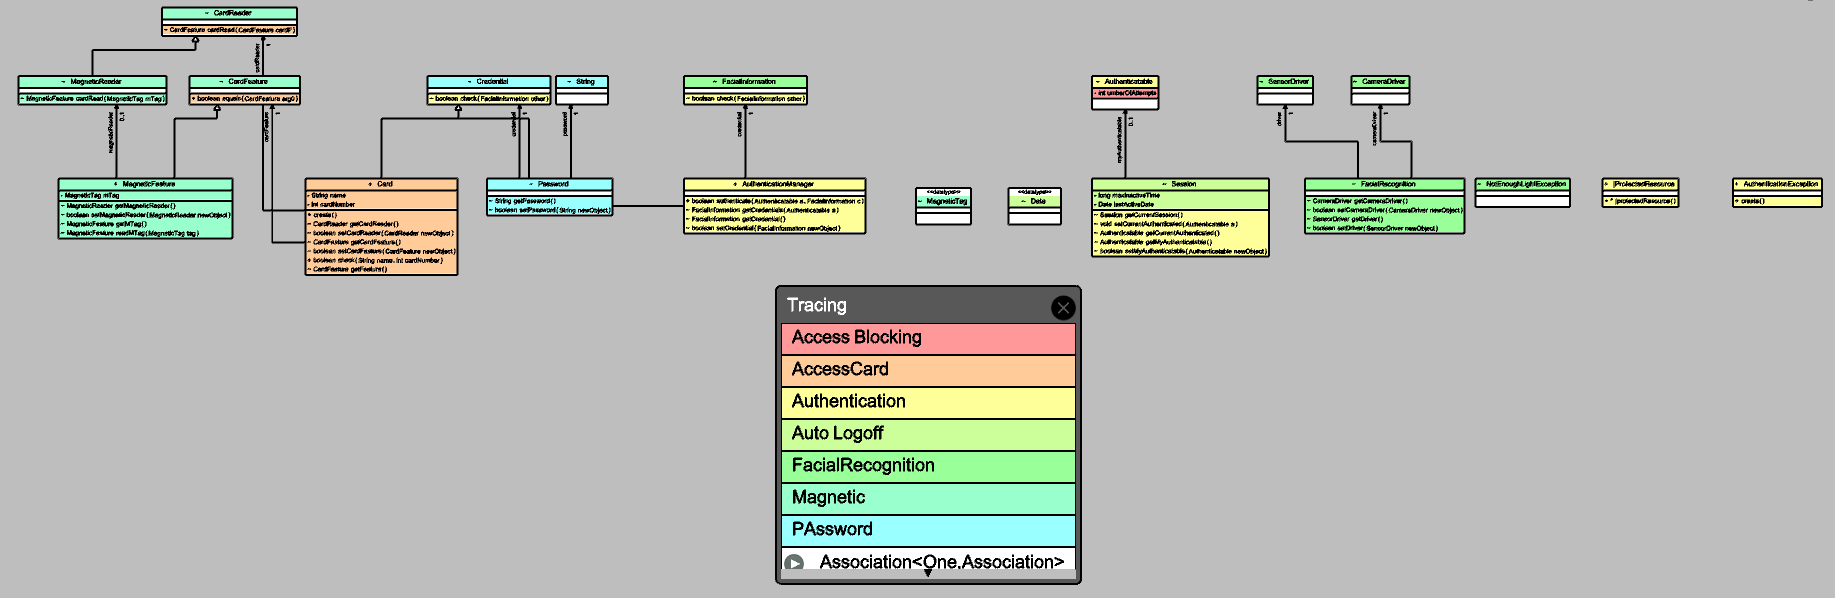 ~ CardReader
~ CardFeature cardRead(CardFeature cardF)
cardReader
1
~ MagneticReader
~ MagneticFeature cardRead(MagneticTag mTag)
~ CardFeature
+ boolean equals(CardFeature arg0)
~ Credential
~ boolean check(FacialInformation other)
~ String
~ FacialInformation
~ boolean check(FacialInformation other)
~ Authenticatable
- int umberOfAttempts
~ SensorDriver
~ CameraDriver
magneticReader
0..1
cardFeature
1
credential
1
password
1
credential
1
myAuthenticatable
0..1
driver
1
cameraDriver
1
+ MagneticFeature
- MagneticTag mTag
~ MagneticReader getMagneticReader()
~ boolean setMagneticReader(MagneticReader newObject)
~ MagneticFeature getMTag()
~ MagneticFeature readMTag(MagneticTag tag)
+ Card
- String name
- int cardNumber
+ create()
~ CardReader getCardReader()
~ boolean setCardReader(CardReader newObject)
~ CardFeature getCardFeature()
~ boolean setCardFeature(CardFeature newObject)
+ boolean check(String name, int cardNumber)
~ CardFeature getFeature()
~ Password
~ String getPassword()
~ boolean setPassword(String newObject)
+ AuthenticationManager
+ boolean authenticate(Authenticatable a, FacialInformation c)
~ FacialInformation getCredentials(Authenticatable a)
~ FacialInformation getCredential()
~ boolean setCredential(FacialInformation newObject)
<<datatype>>
~ MagneticTag
<<datatype>>
~ Date
~ Session
- long maxInactiveTime
- Date lastActiveDate
~ Session getCurrentSession()
~ void setCurrentAuthenticated(Authenticatable a)
~ Authenticatable getCurrentAuthenticated()
~ Authenticatable getMyAuthenticatable()
~ boolean setMyAuthenticatable(Authenticatable newObject)
~ FacialRecognition
~ CameraDriver getCameraDriver()
~ boolean setCameraDriver(CameraDriver newObject)
~ SensorDriver getDriver()
~ boolean setDriver(SensorDriver newObject)
~ NotEnoughLightException
+ |ProtectedResource
+ * |protectedResource()
+ AuthenticationException
+ create()
Tracing
Access Blocking
AccessCard
Authentication
Auto Logoff
FacialRecognition
Magnetic
PAssword
Association<One,Association>